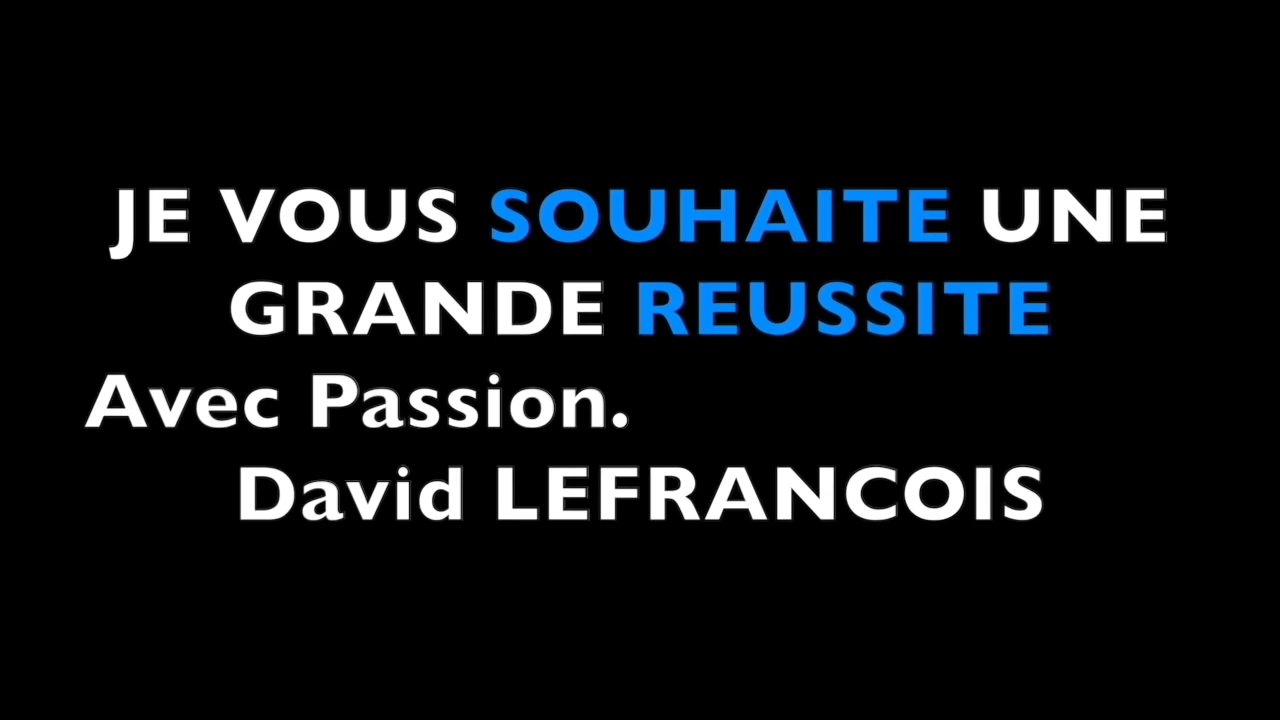 JE VOUS SOUHAITE UNE
GRANDE REUSSITE
Avec Passion.
David LEFRANCOIS